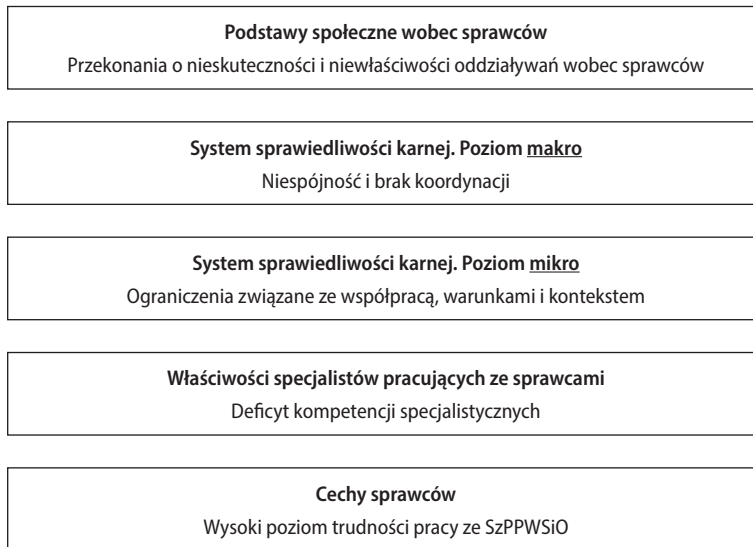 Podstawy społeczne wobec sprawców
Przekonania o nieskuteczności i niewłaściwości oddziaływań wobec sprawców
System sprawiedliwości karnej. Poziom makro
Niespójność i brak koordynacji
System sprawiedliwości karnej. Poziom mikro
Ograniczenia związane ze współpracą, warunkami i kontekstem
Właściwości specjalistów pracujących ze sprawcami
Deficyt kompetencji specjalistycznych
Cechy sprawców
Wysoki poziom trudności pracy ze SzPPWSiO